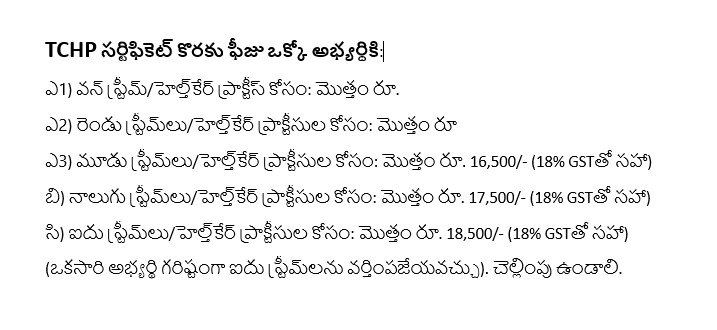 TCHP సర్టిఫికెట్ కొరకు ఫీజు ఒక్కో అభ్యర్థికి:
ఎ1) వన్ స్ట్రీమ్/హెల్త్‌కేర్ ప్రాక్టీస్ కోసం: మొత్తం రూ.
ఎ2) రెండు స్ట్రీమ్‌లు/హెల్త్‌కేర్ ప్రాక్టీసుల కోసం: మొత్తం రూ
ఎ3) మూడు స్ట్రీమ్‌లు/హెల్త్‌కేర్ ప్రాక్టీసుల కోసం: మొత్తం రూ. 16,500/- (18% GSTతో సహా)
బి) నాలుగు స్ట్రీమ్‌లు/హెల్త్‌కేర్ ప్రాక్టీసుల కోసం: మొత్తం రూ. 17,500/- (18% GSTతో సహా)
సి) ఐదు స్ట్రీమ్‌లు/హెల్త్‌కేర్ ప్రాక్టీసుల కోసం: మొత్తం రూ. 18,500/- (18% GSTతో సహా)
(ఒకసారి అభ్యర్థి గరిష్టంగా ఐదు స్ట్రీమ్‌లను వర్తింపజేయవచ్చు). చెల్లింపు ఉండాలి.